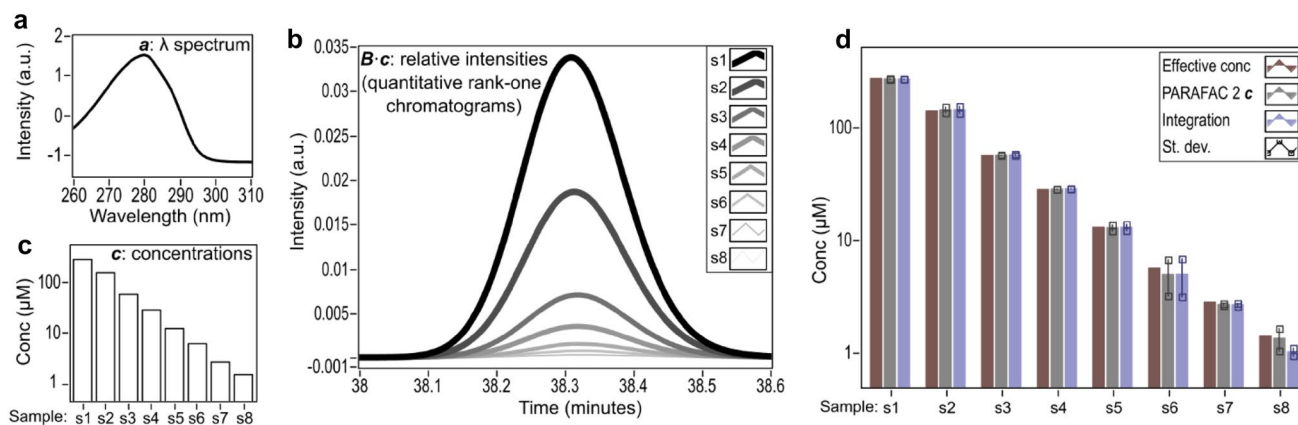 a
a: λ spectrum
Intensity (a.u.)
2
1
0
-1
260 270 280 290 300 310
Wavelength (nm)
b
B·c: relative intensities
(quantitative rank-one
chromatograms)
Intensity (a.u.)
0.035
0.03
0.025
0.02
0.015
0.01
0.005
-0.001
38 38.1 38.2 38.3 38.4 38.5 38.6
Time (minutes)
s1
s2
s3
s4
s5
s6
s7
s8
c
c: concentrations
Conc (μM)
100
10
1
Sample: s1 s2 s3 s4 s5 s6 s7 s8
d
Effective conc
PARAFAC 2 c
Integration
St. dev.
Conc (μM)
100
10
1
Sample: s1 s2 s3 s4 s5 s6 s7 s8